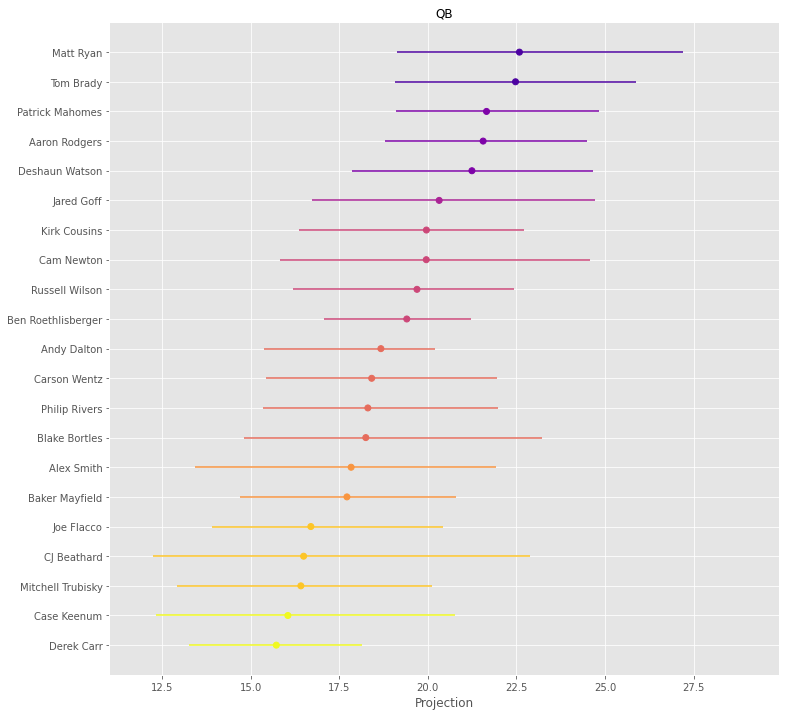 QB
Matt Ryan
Tom Brady
Patrick Mahomes
Aaron Rodgers
Deshaun Watson
Jared Goff
Kirk Cousins
Cam Newton
Russell Wilson
Ben Roethlisberger
Andy Dalton
Carson Wentz
Philip Rivers
Blake Bortles
Alex Smith
Baker Mayfield
Joe Flacco
CJ Beathard
Mitchell Trubisky
Case Keenum
Derek Carr
12.5 15.0 17.5 20.0 22.5 25.0 27.5
Projection